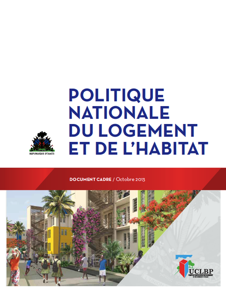 POLITIQUE
NATIONALE
DU LOGEMENT
ET DE L'HABITAT
DOCUMENT CADRE / Octobre 2013
UCLBP